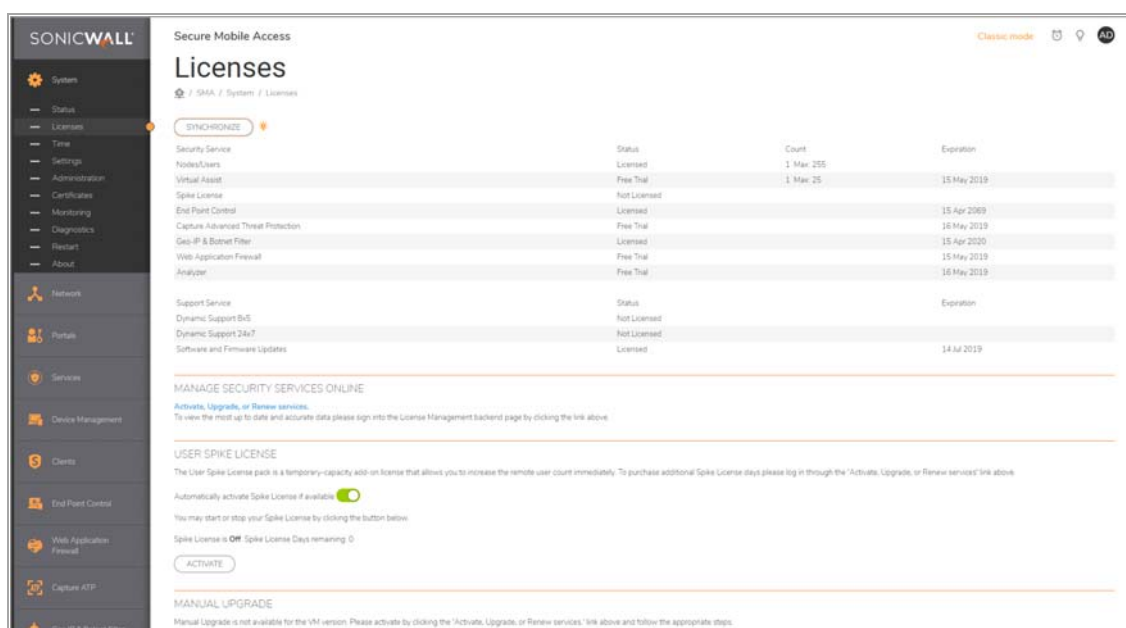 SONICWALL
Secure Mobile Access
Classic mode
AD
Licenses
/ SMA / System / Licenses
System
Status
Licenses
Time
Settings
Administration
Certificates
Monitoring
Diagnostics
Restart
About
Network
Portals
Services
Device Management
Clients
End Point Control
Web Application
Firewall
Capture ATP
SYNCHRONIZE
Security Service Status Count Expiration
Nodes/Users Licensed 1 Max: 255
Virtual Assist Free Trial 1 Max: 25 15 May 2019
Spike License Not Licensed
End Point Control Licensed 15 Apr 2069
Capture Advanced Threat Protection Free Trial 16 May 2019
Geo-IP & Botnet Filter Licensed 15 Apr 2020
Web Application Firewall Free Trial 15 May 2019
Analyzer Free Trial 16 May 2019
Support Service Status Expiration
Dynamic Support 8x5 Not Licensed
Dynamic Support 24x7 Not Licensed
Software and Firmware Updates Licensed 14 Jul 2019
MANAGE SECURITY SERVICES ONLINE
Activate, Upgrade, or Renew services.
To view the most up to date and accurate data please sign into the License Management backend page by clicking the link above.
USER SPIKE LICENSE
The User Spike License pack is a temporary-capacity add-on license that allows you to increase the remote user count immediately. To purchase additional Spike License days please log in through the 'Activate, Upgrade, or Renew services' link above.
Automatically activate Spike License if available
You may start or stop your Spike License by clicking the button below.
Spike License is Off Spike License Days remaining: 0
ACTIVATE
MANUAL UPGRADE
Manual Upgrade is not available for the VM version. Please activate by clicking the 'Activate, Upgrade, or Renew services.' link above and follow the appropriate steps.